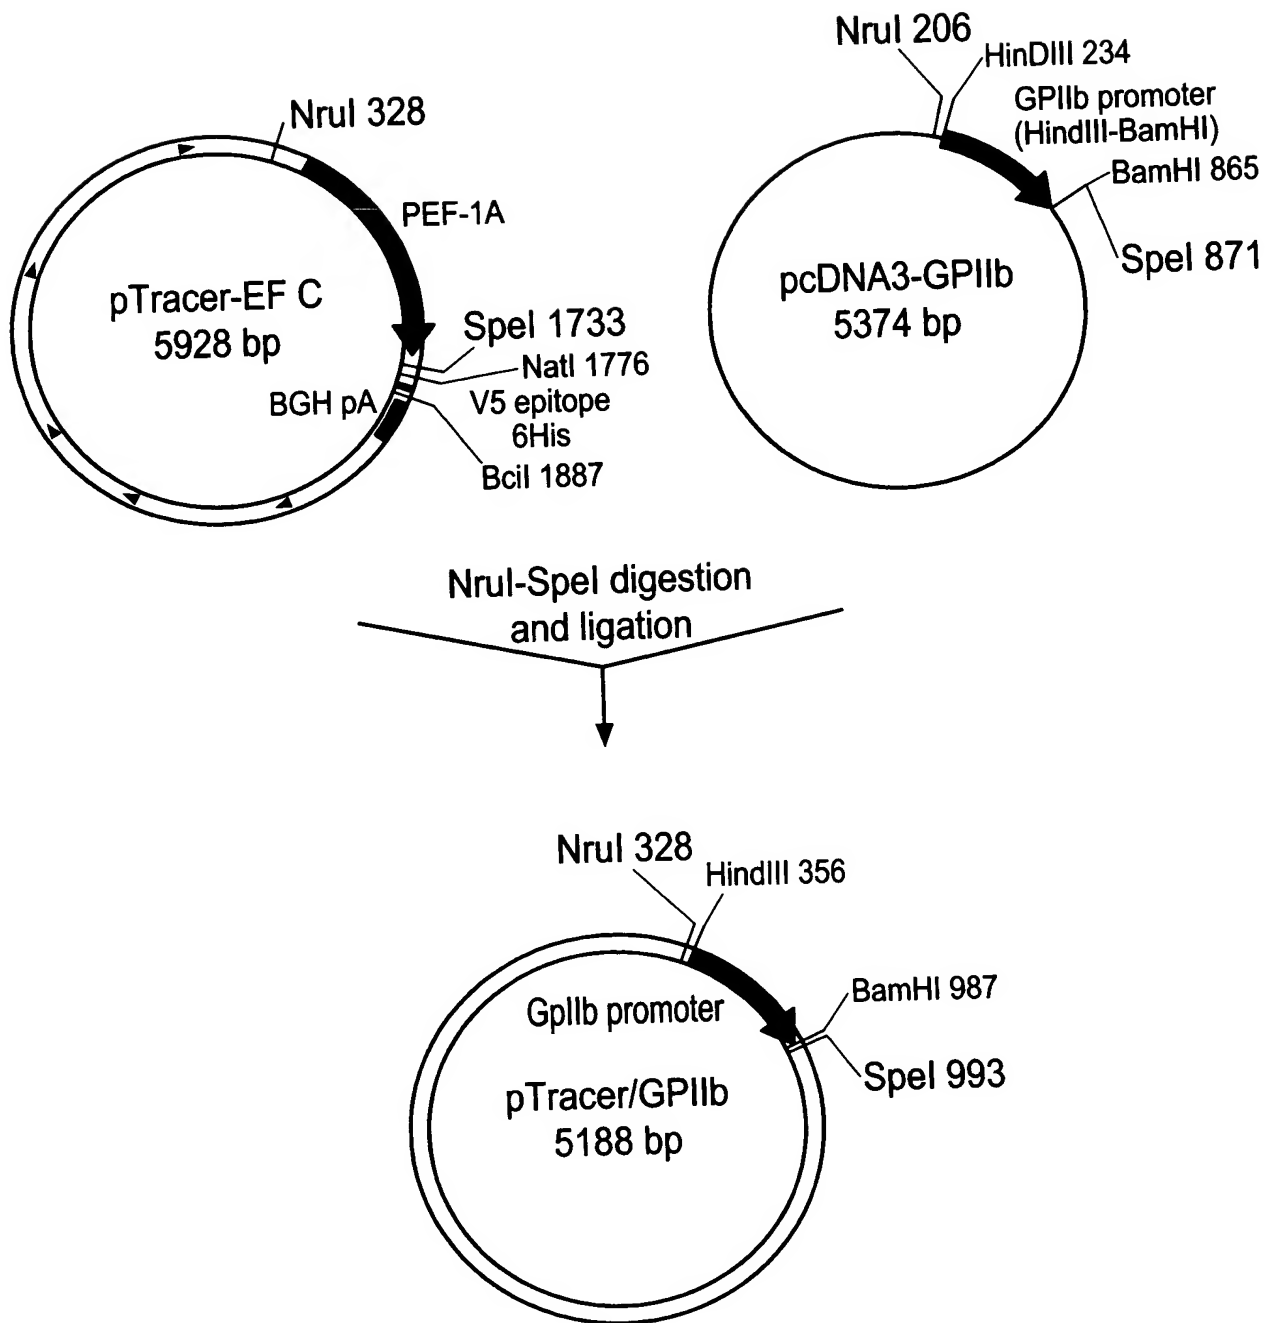 NruI 328
PEF-1A
pTracer-EF C
5928 bp
SpeI 1733
NatI 1776
BGH pA
V5 epitope
6His
BciI 1887
NruI 206
HinDIII 234
GPIIb promoter
(HindIII-BamHI)
BamHI 865
SpeI 871
pcDNA3-GPIIb
5374 bp
NruI-SpeI digestion
and ligation
NruI 328
HindIII 356
GpIIb promoter
BamHI 987
SpeI 993
pTracer/GPIIb
5188 bp